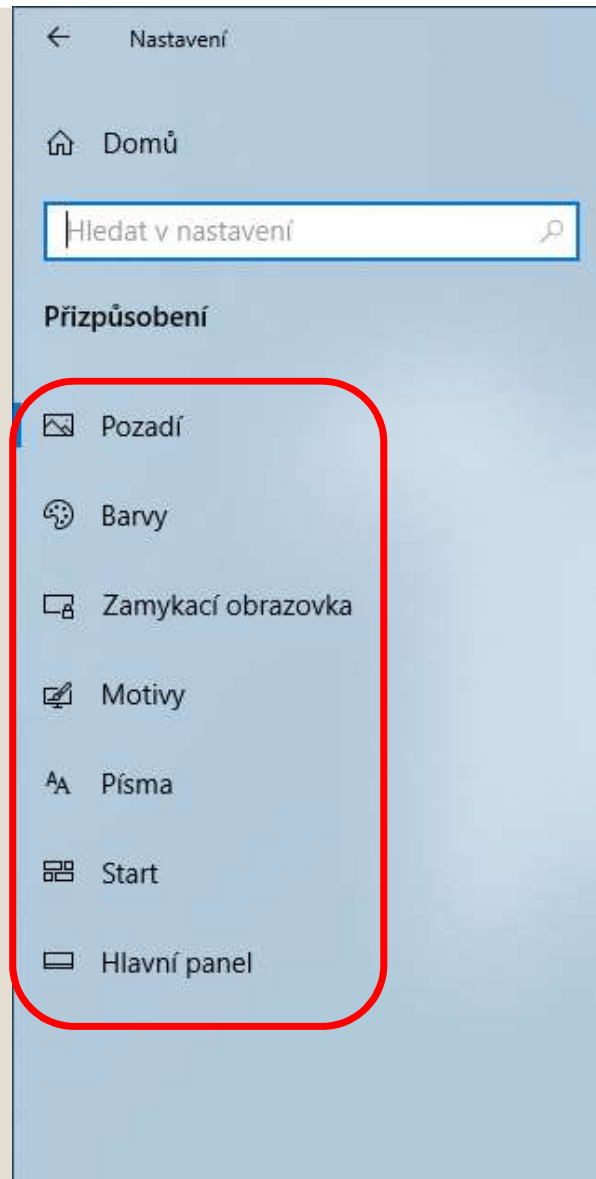 Nastavení
Domů
Hledat v nastavení
Přizpůsobení
Pozadí
Barvy
Zamykací obrazovka
Motivy
Písma
Start
Hlavní panel